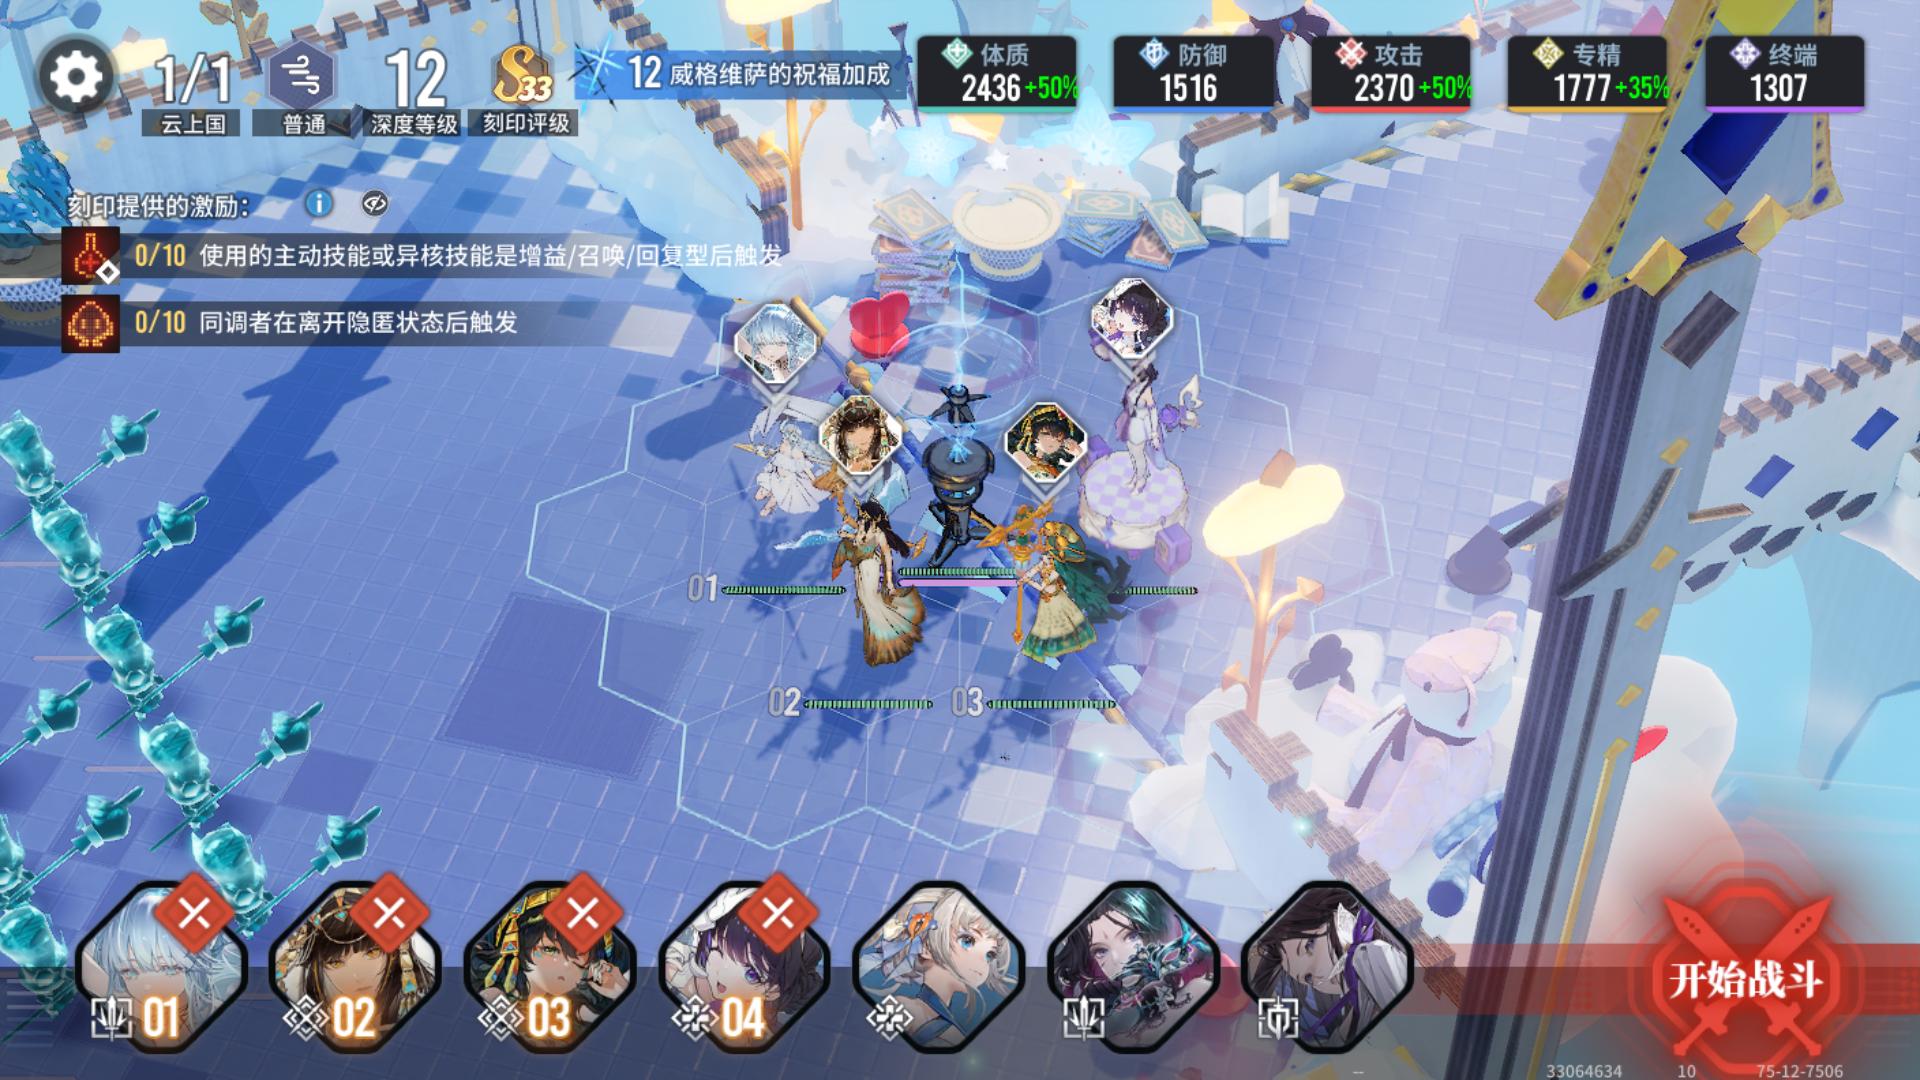 1/1
云上国
普通
12
深度等级
S33
刻印评级
12 威格维萨的祝福加成
体质
2436 +50%
防御
1516
攻击
2370 +50%
专精
1777 +35%
终端
1307
刻印提供的激励：
0/10 使用的主动技能或异核技能是增益/召唤/回复型后触发
0/10 同调者在离开隐匿状态后触发
01
02
03
01
02
03
04
开始战斗
33064634
10
75-12-7506